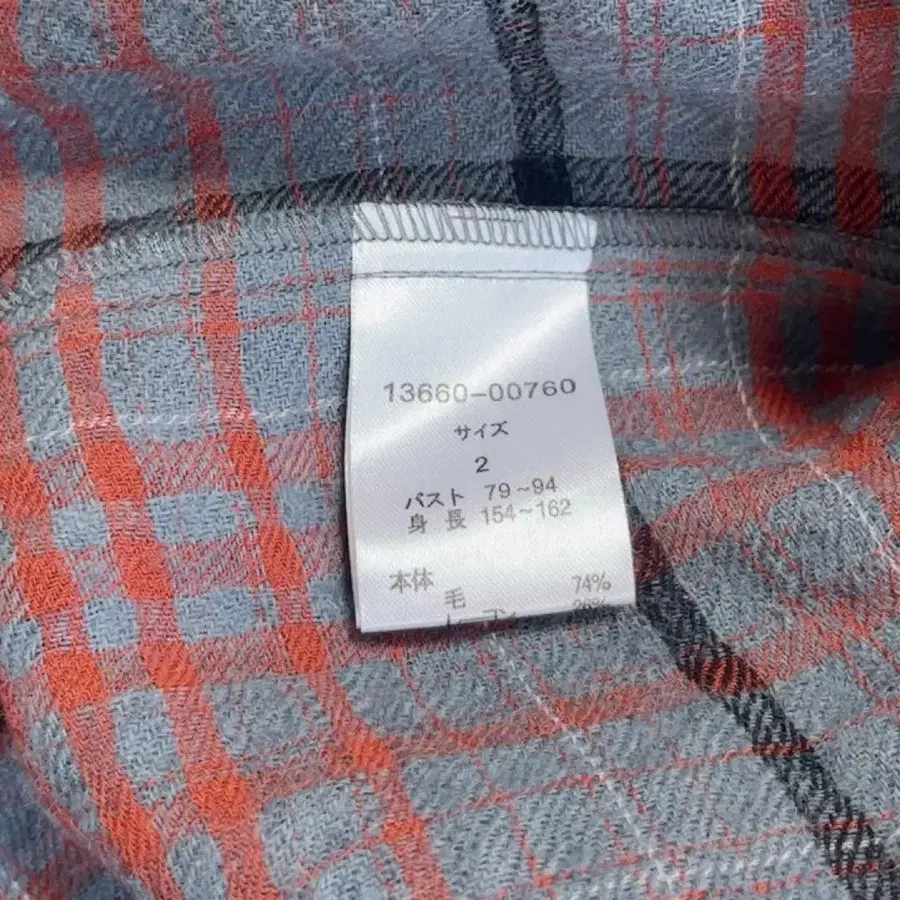 13660-00760
サイズ
2
バスト 79~94
身長 154~162
本体
毛 74%